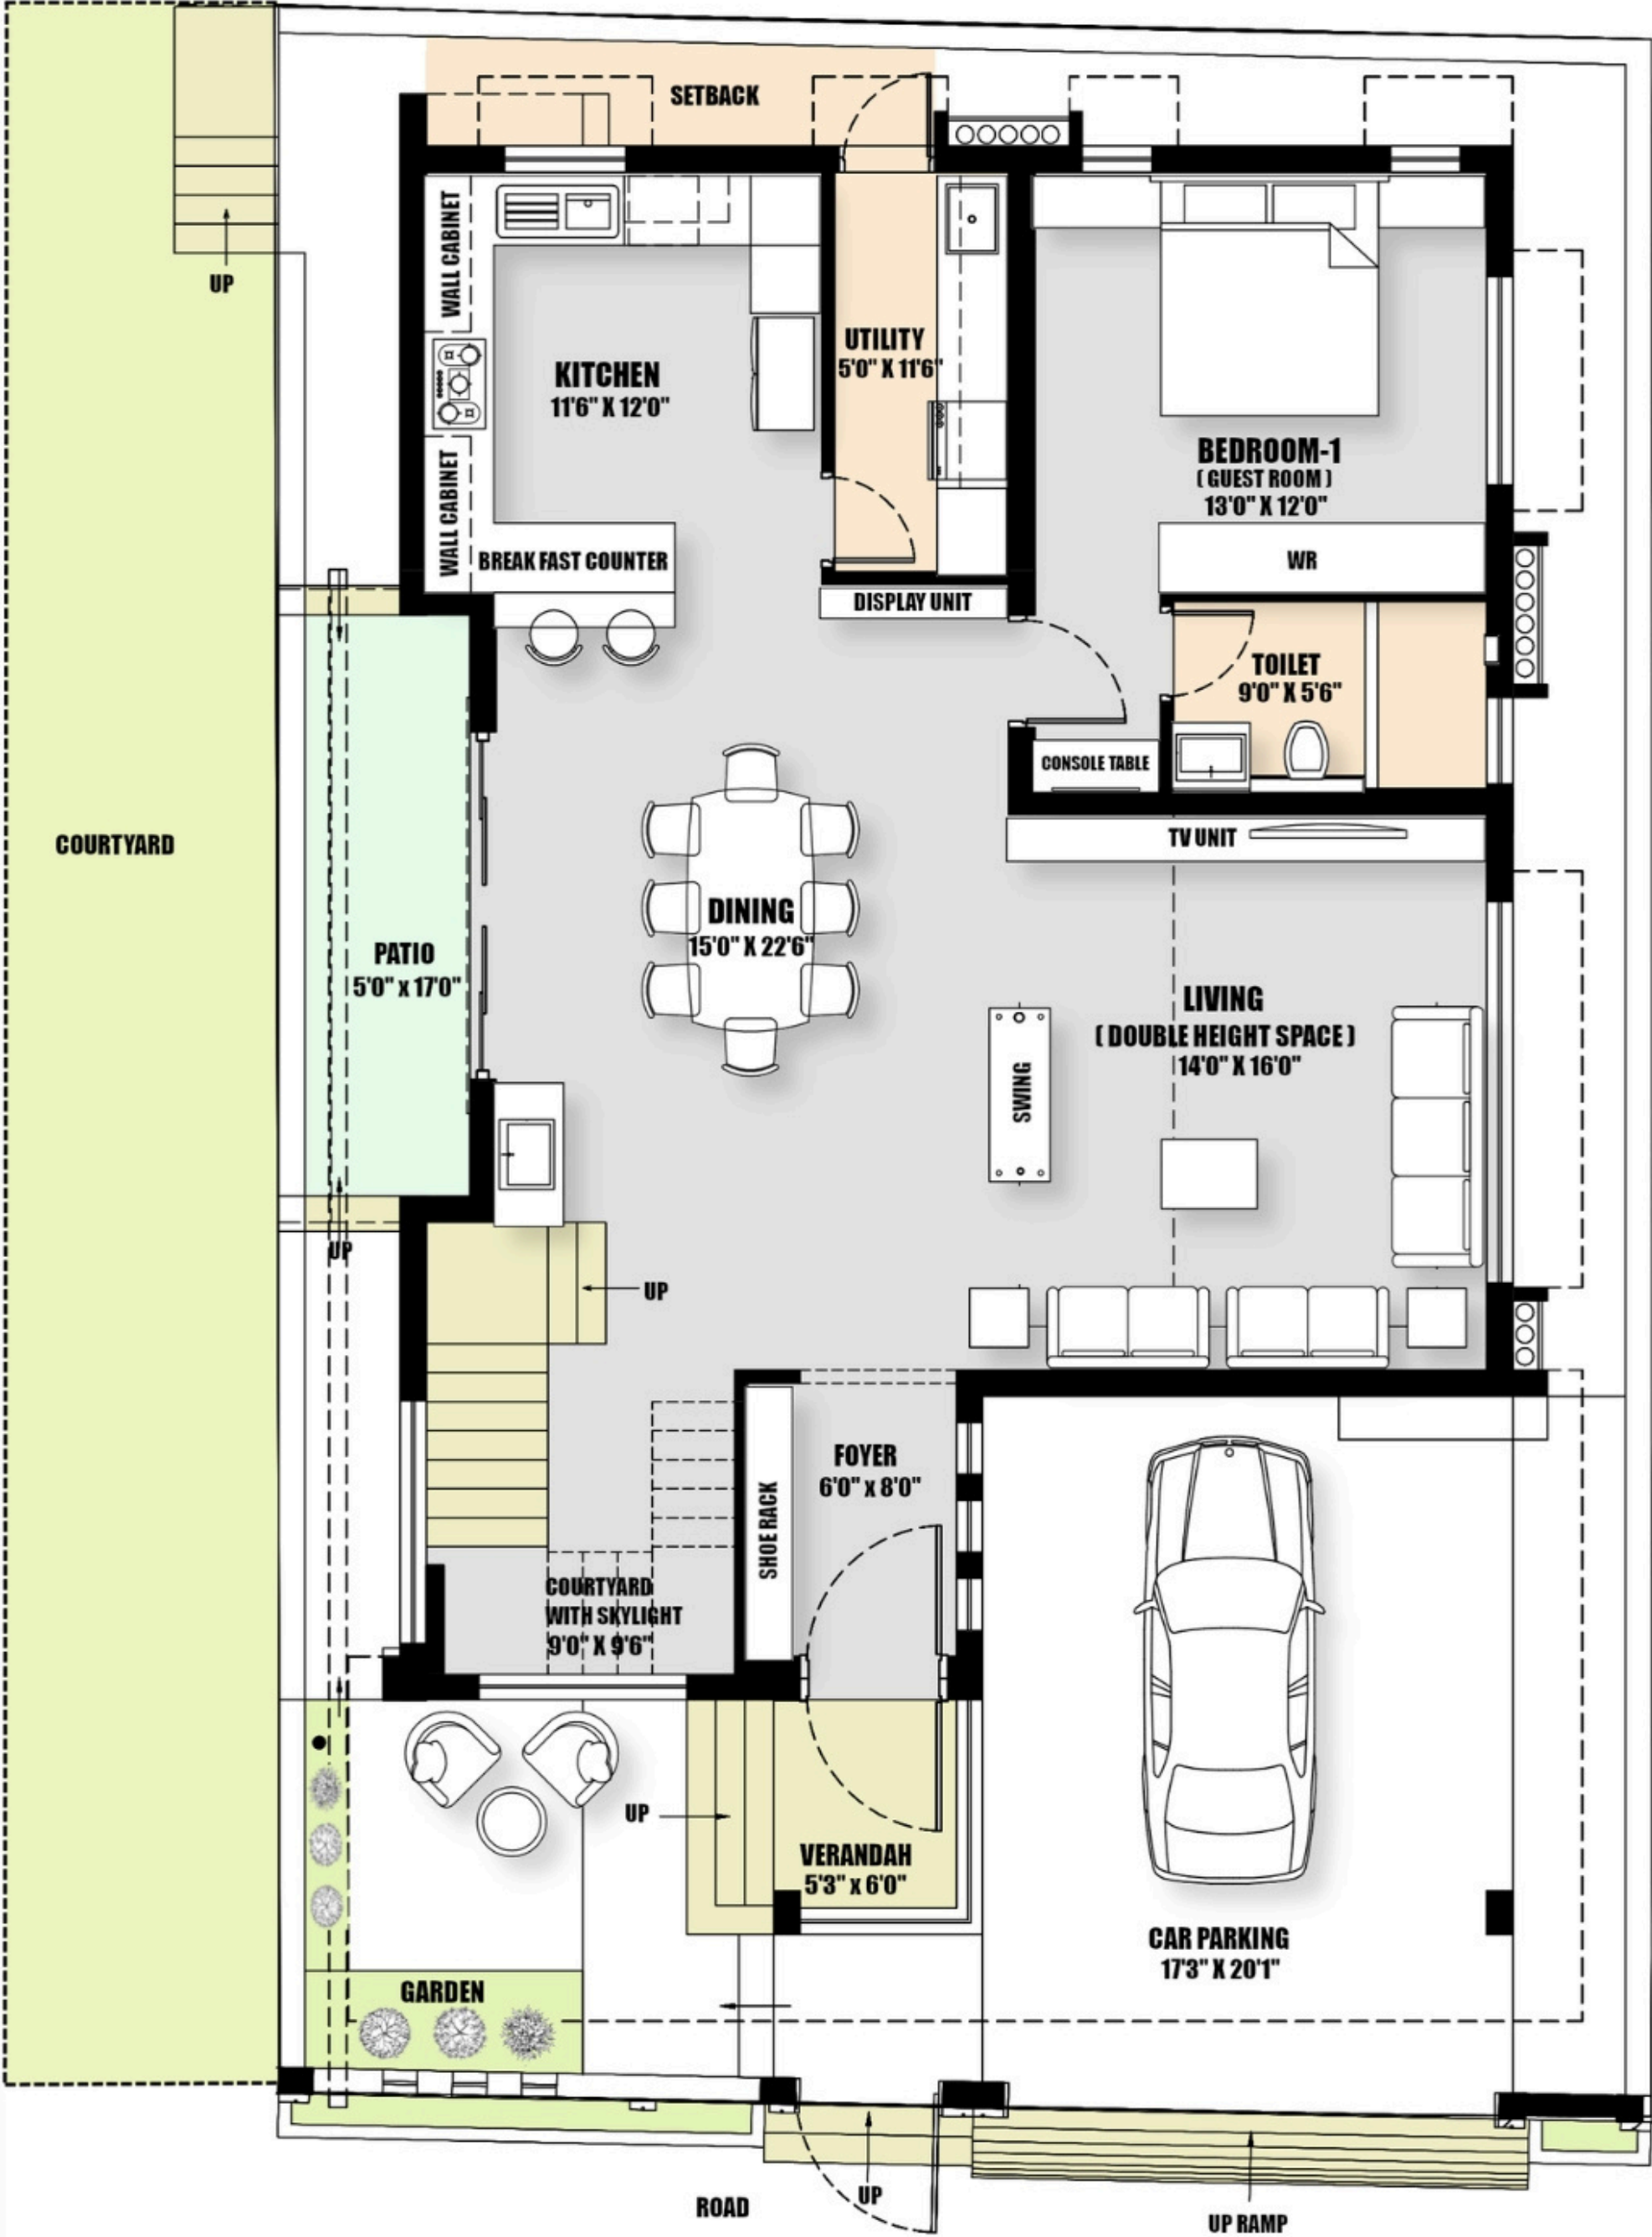 SETBACK
WALL CABINET
UP
KITCHEN
11'6" X 12'0"
UTILITY
5'0" X 11'6"
BEDROOM-1
( GUEST ROOM )
13'0" X 12'0"
WALL CABINET
BREAK FAST COUNTER
WR
DISPLAY UNIT
TOILET
9'0" X 5'6"
CONSOLE TABLE
TV UNIT
COURTYARD
DINING
15'0" X 22'6"
PATIO
5'0" x 17'0"
LIVING
( DOUBLE HEIGHT SPACE )
14'0" X 16'0"
SWING
UP
UP
FOYER
6'0" x 8'0"
SHOE RACK
COURTYARD
WITH SKYLIGHT
9'0" X 9'6"
UP
VERANDAH
5'3" x 6'0"
CAR PARKING
17'3" X 20'1"
GARDEN
UP
ROAD
UP RAMP